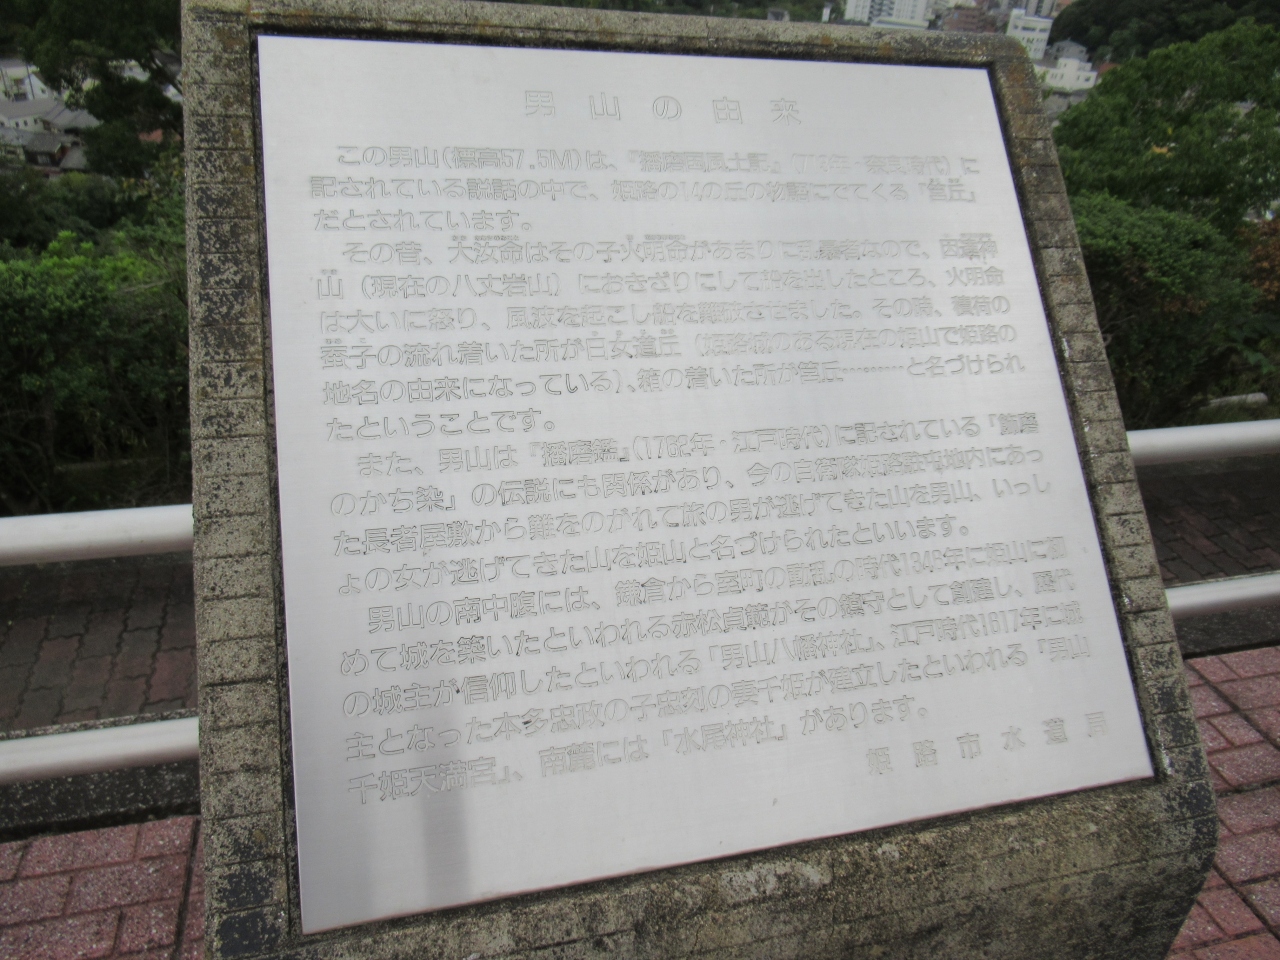 男山の由来
この男山(標高57.5M)は、『播磨国風土記』(713年・奈良時代)に
記されている説話の中で、姫路の14の丘の物語にでてくる「筥丘」
だとされています。
その昔、大汝命はその子火明命があまりに乱暴者なので、因達神
山(現在の八丈岩山)におきざりにして船を出したところ、火明命
は大いに怒り、風波を起こし船を難破させました。その時、積荷の
蚕子の流れ着いた所が日女道丘(姫路城のある現在の姫山で姫路の
地名の由来になっている)、箱の着いた所が筥丘………と名づけられ
たということです。
また、男山は『播磨鑑』(1762年・江戸時代)に記されている「飾磨
のかち染」の伝説にも関係があり、今の自衛隊姫路駐屯地内にあっ
た長者屋敷から難をのがれて旅の男が逃げてきた山を男山、いっし
ょの女が逃げてきた山を姫山と名づけられたといいます。
男山の南中腹には、鎌倉から室町の動乱の時代1346年に姫山に初
めて城を築いたといわれる赤松貞範がその鎮守として創建し、歴代
の城主が信仰したといわれる「男山八幡神社」、江戸時代1617年に城
主となった本多忠政の子忠刻の妻千姫が建立したといわれる「男山
千姫天満宮」、南麓には「水尾神社」があります。
姫路市水道局